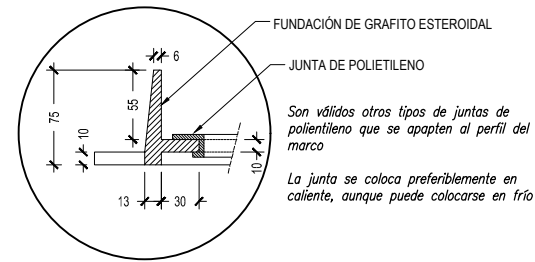 FUNDACIÓN DE GRAFITO ESTEROIDAL
6
JUNTA DE POLIETILENO
75
55
10
10
13
30
Son válidos otros tipos de juntas de
polientileno que se apapten al perfil del
marco
La junta se coloca preferiblemente en
caliente, aunque puede colocarse en frío